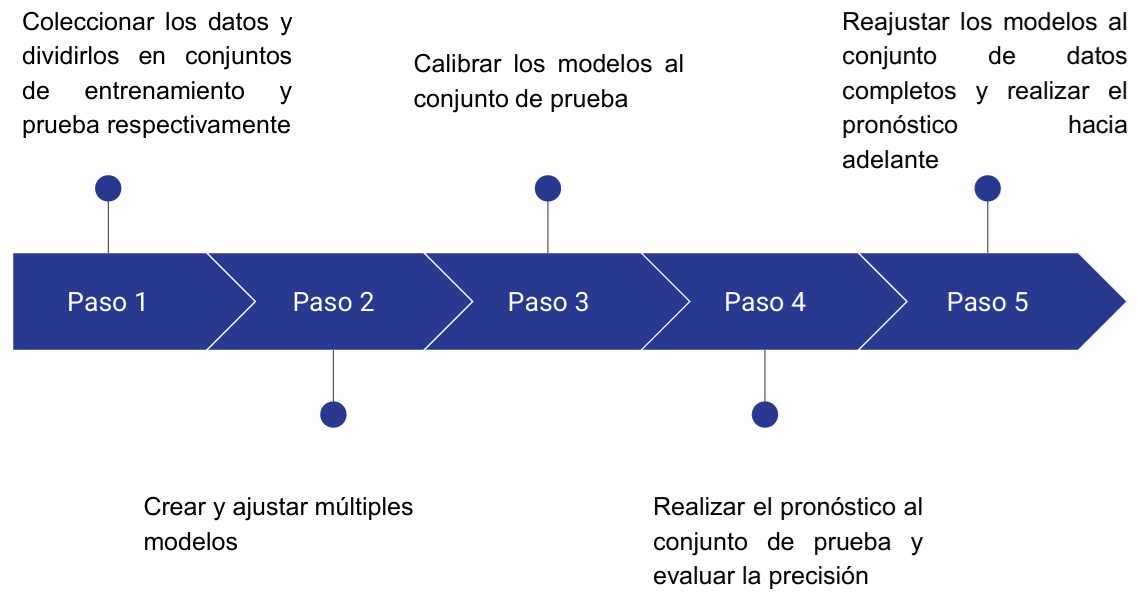 Coleccionar los datos y
dividirlos en conjuntos
de entrenamiento y
prueba respectivamente
Calibrar los modelos al
conjunto de prueba
Reajustar los modelos al
conjunto de datos
completos y realizar el
pronóstico hacia
adelante
Paso 1
Paso 2
Paso 3
Paso 4
Paso 5
Crear y ajustar múltiples
modelos
Realizar el pronóstico al
conjunto de prueba y
evaluar la precisión